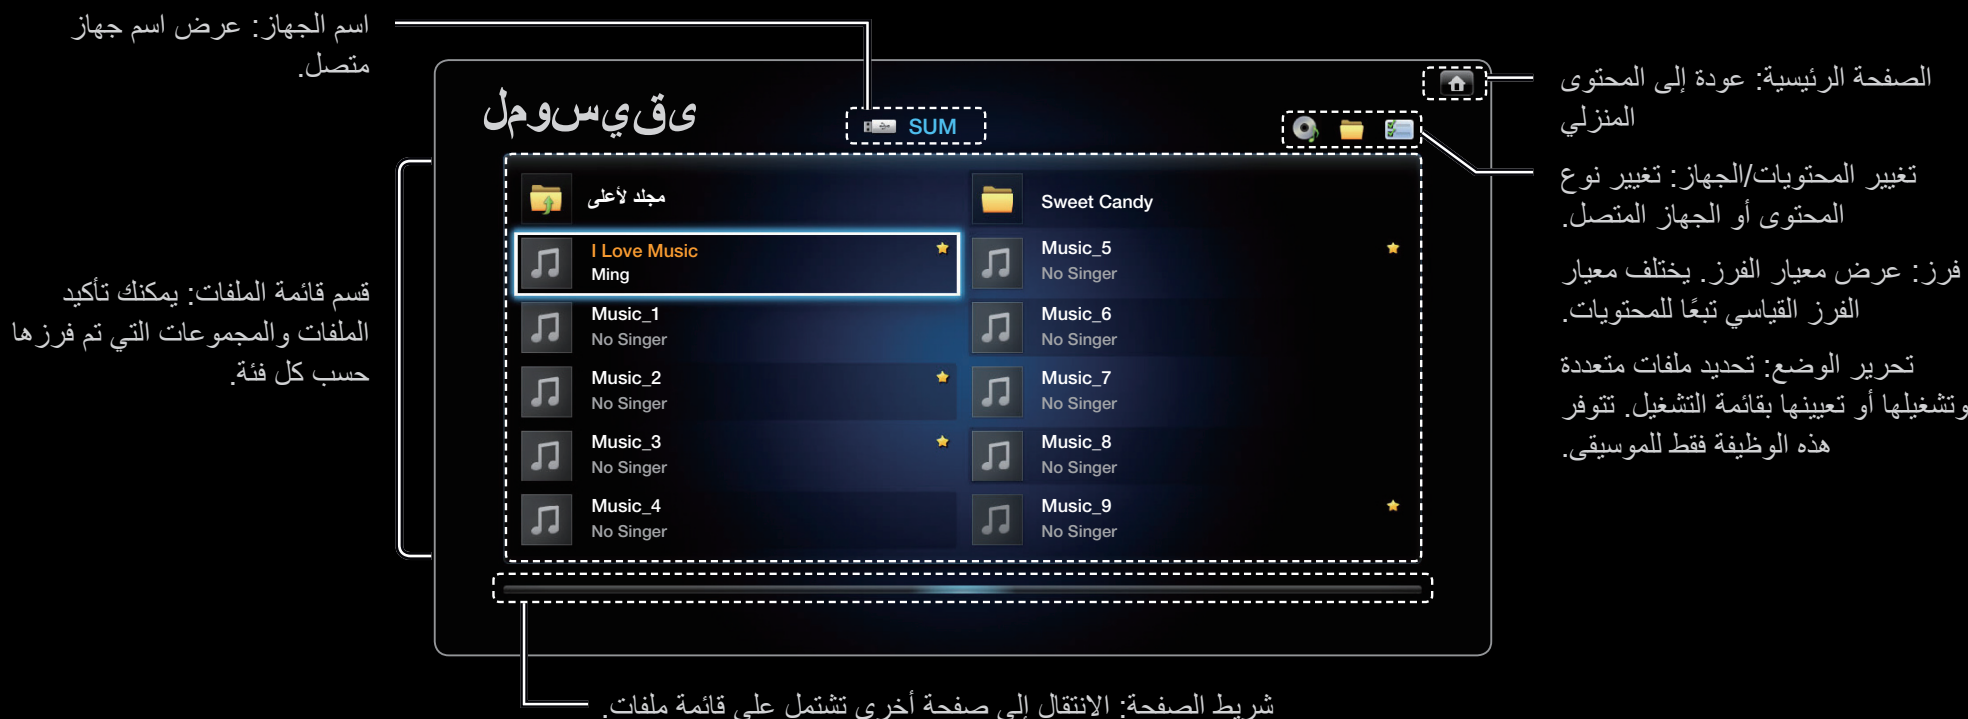 اسم الجهاز: عرض اسم جهاز
متصل.
الصفحة الرئيسية: عودة إلى المحتوى
المنزلي
ىقيسومل
SUM
تغيير المحتويات/الجهاز: تغيير نوع
المحتوى أو الجهاز المتصل.
فرز: عرض معيار الفرز. يختلف معيار
الفرز القياسي تبعًا للمحتويات.
تحرير الوضع: تحديد ملفات متعددة
وتشغيلها أو تعيينها بقائمة التشغيل. تتوفر
هذه الوظيفة فقط للموسيقى.
قسم قائمة الملفات: يمكنك تأكيد
الملفات والمجموعات التي تم فرزها
حسب كل فئة.
مجلد لأعلى
I Love Music
Ming
Music_1
No Singer
Music_2
No Singer
Music_3
No Singer
Music_4
No Singer
Sweet Candy
Music_5
No Singer
Music_6
No Singer
Music_7
No Singer
Music_8
No Singer
Music_9
No Singer
شريط الصفحة: الانتقال إلى صفحة أخرى تشتمل على قائمة ملفات.